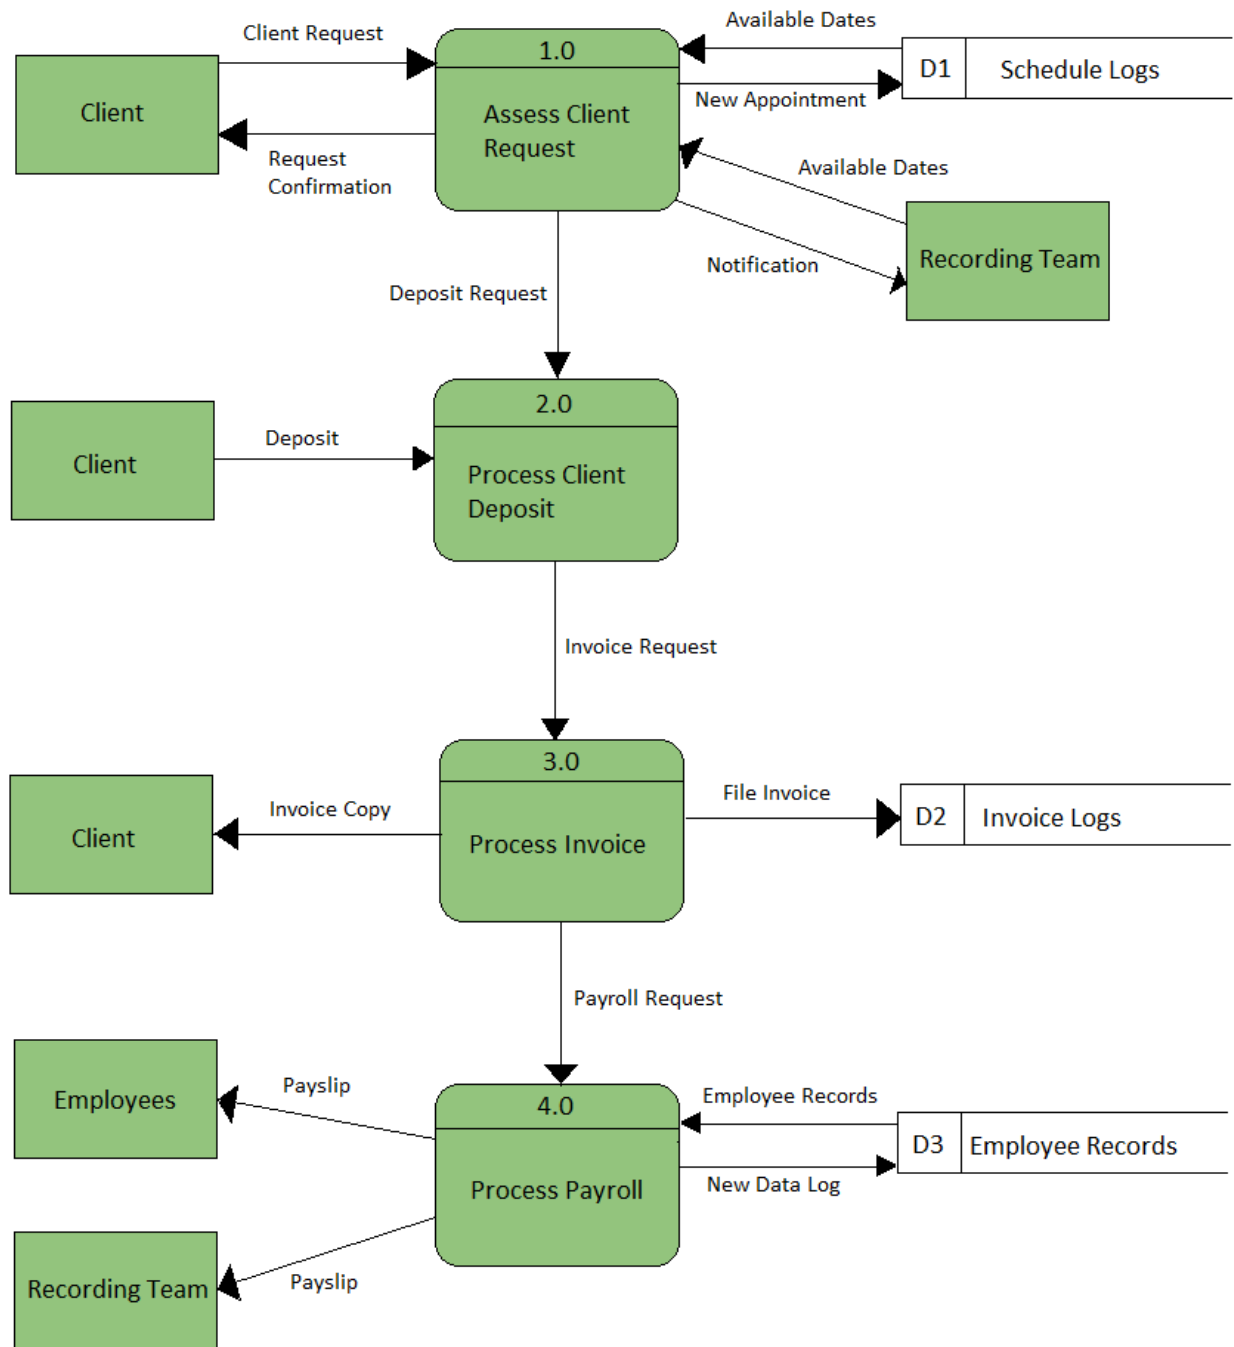 Available Dates
Client Request
1.0
D1
Schedule Logs
Client
New Appointment
Assess Client
Request
Request
Confirmation
Available Dates
Notification
Recording Team
Deposit Request
2.0
Deposit
Client
Process Client
Deposit
Invoice Request
3.0
File Invoice
Invoice Copy
D2
Invoice Logs
Client
Process Invoice
Payroll Request
Payslip
Employees
4.0
Employee Records
D3
Employee Records
New Data Log
Process Payroll
Recording Team
Payslip